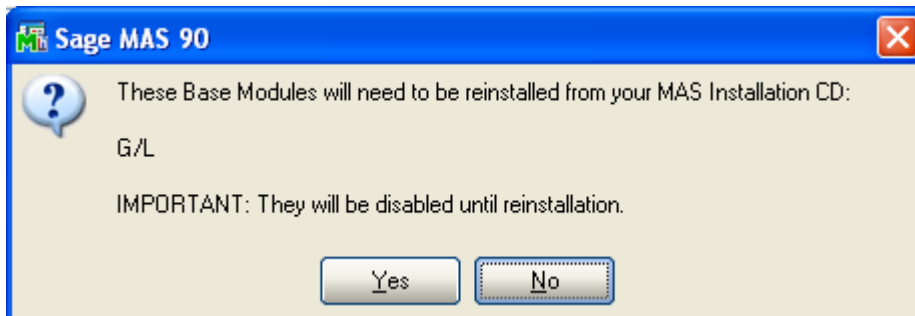 Sage MAS 90
These Base Modules will need to be reinstalled from your MAS Installation CD:
G/L
IMPORTANT: They will be disabled until reinstallation.
Yes
No